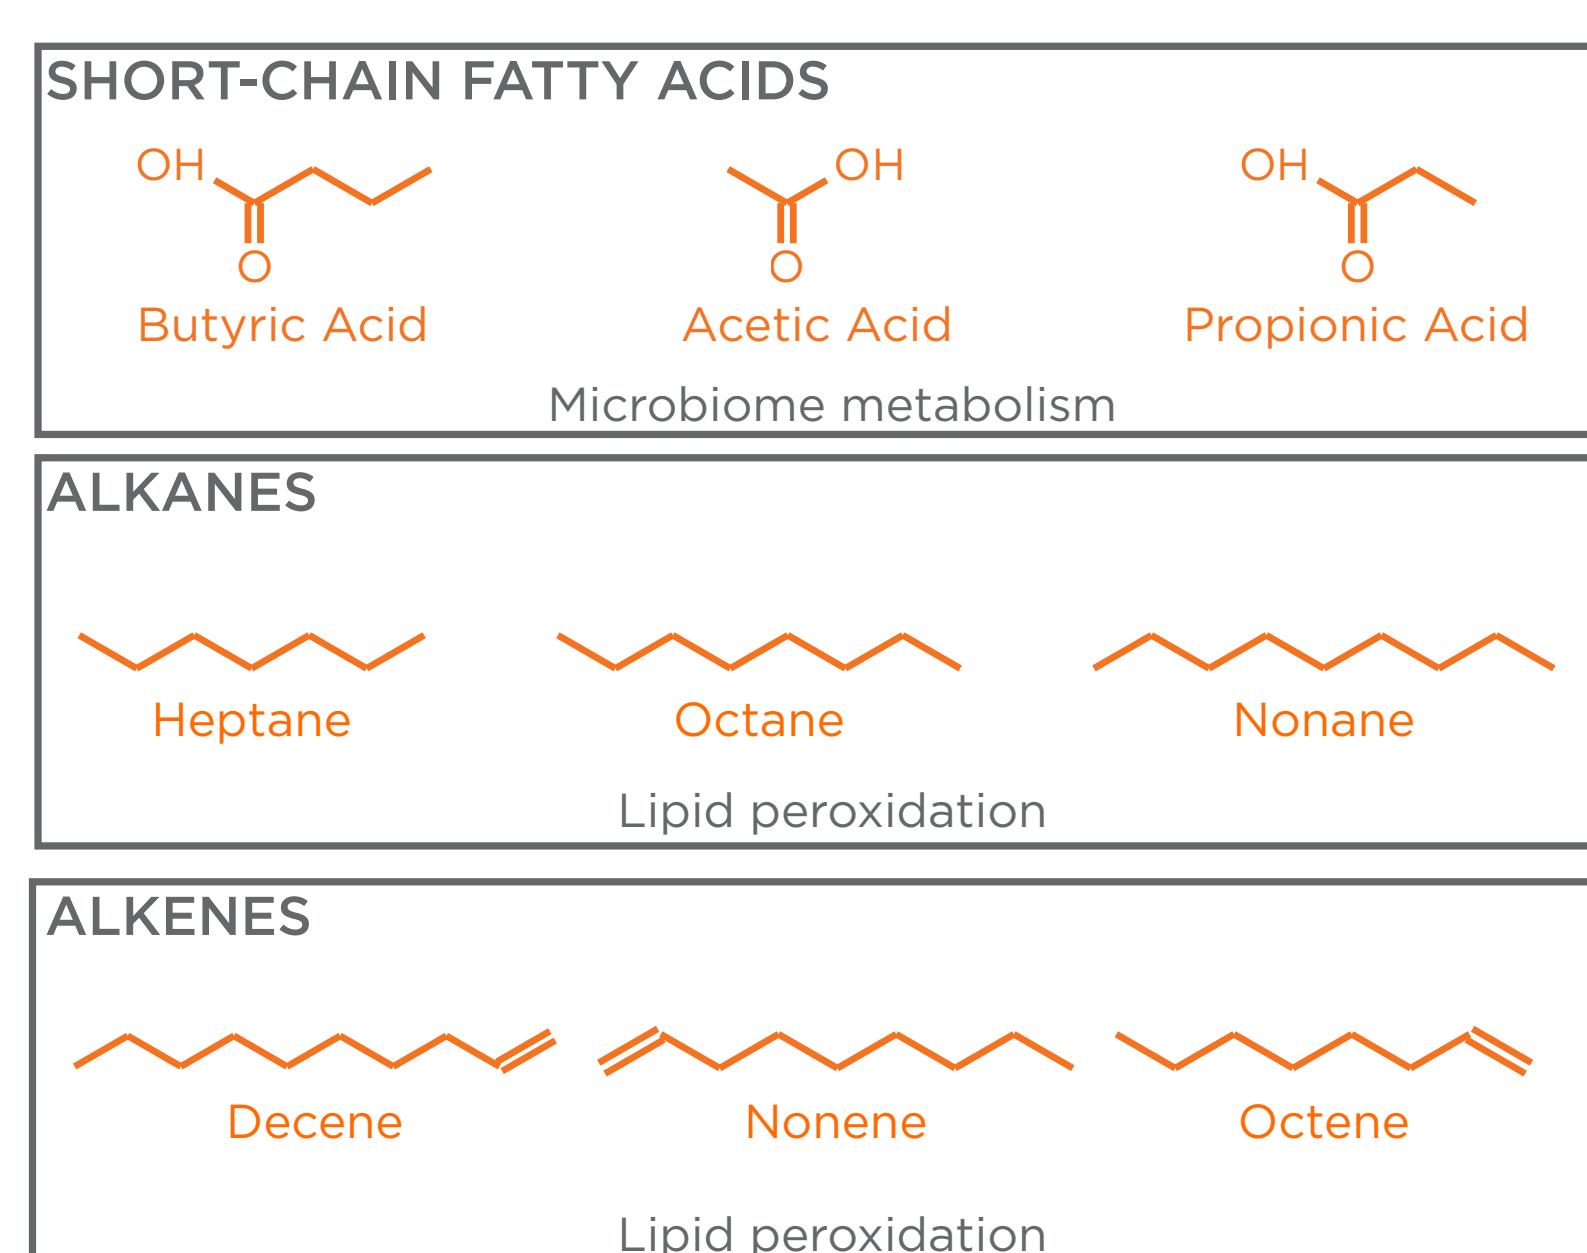 SHORT-CHAIN FATTY ACIDS
OH
O
OH
O
OH
O
Butyric Acid
Acetic Acid
Propionic Acid
Microbiome metabolism
ALKANES
Heptane
Octane
Nonane
Lipid peroxidation
ALKENES
Decene
Nonene
Octene
Lipid peroxidation